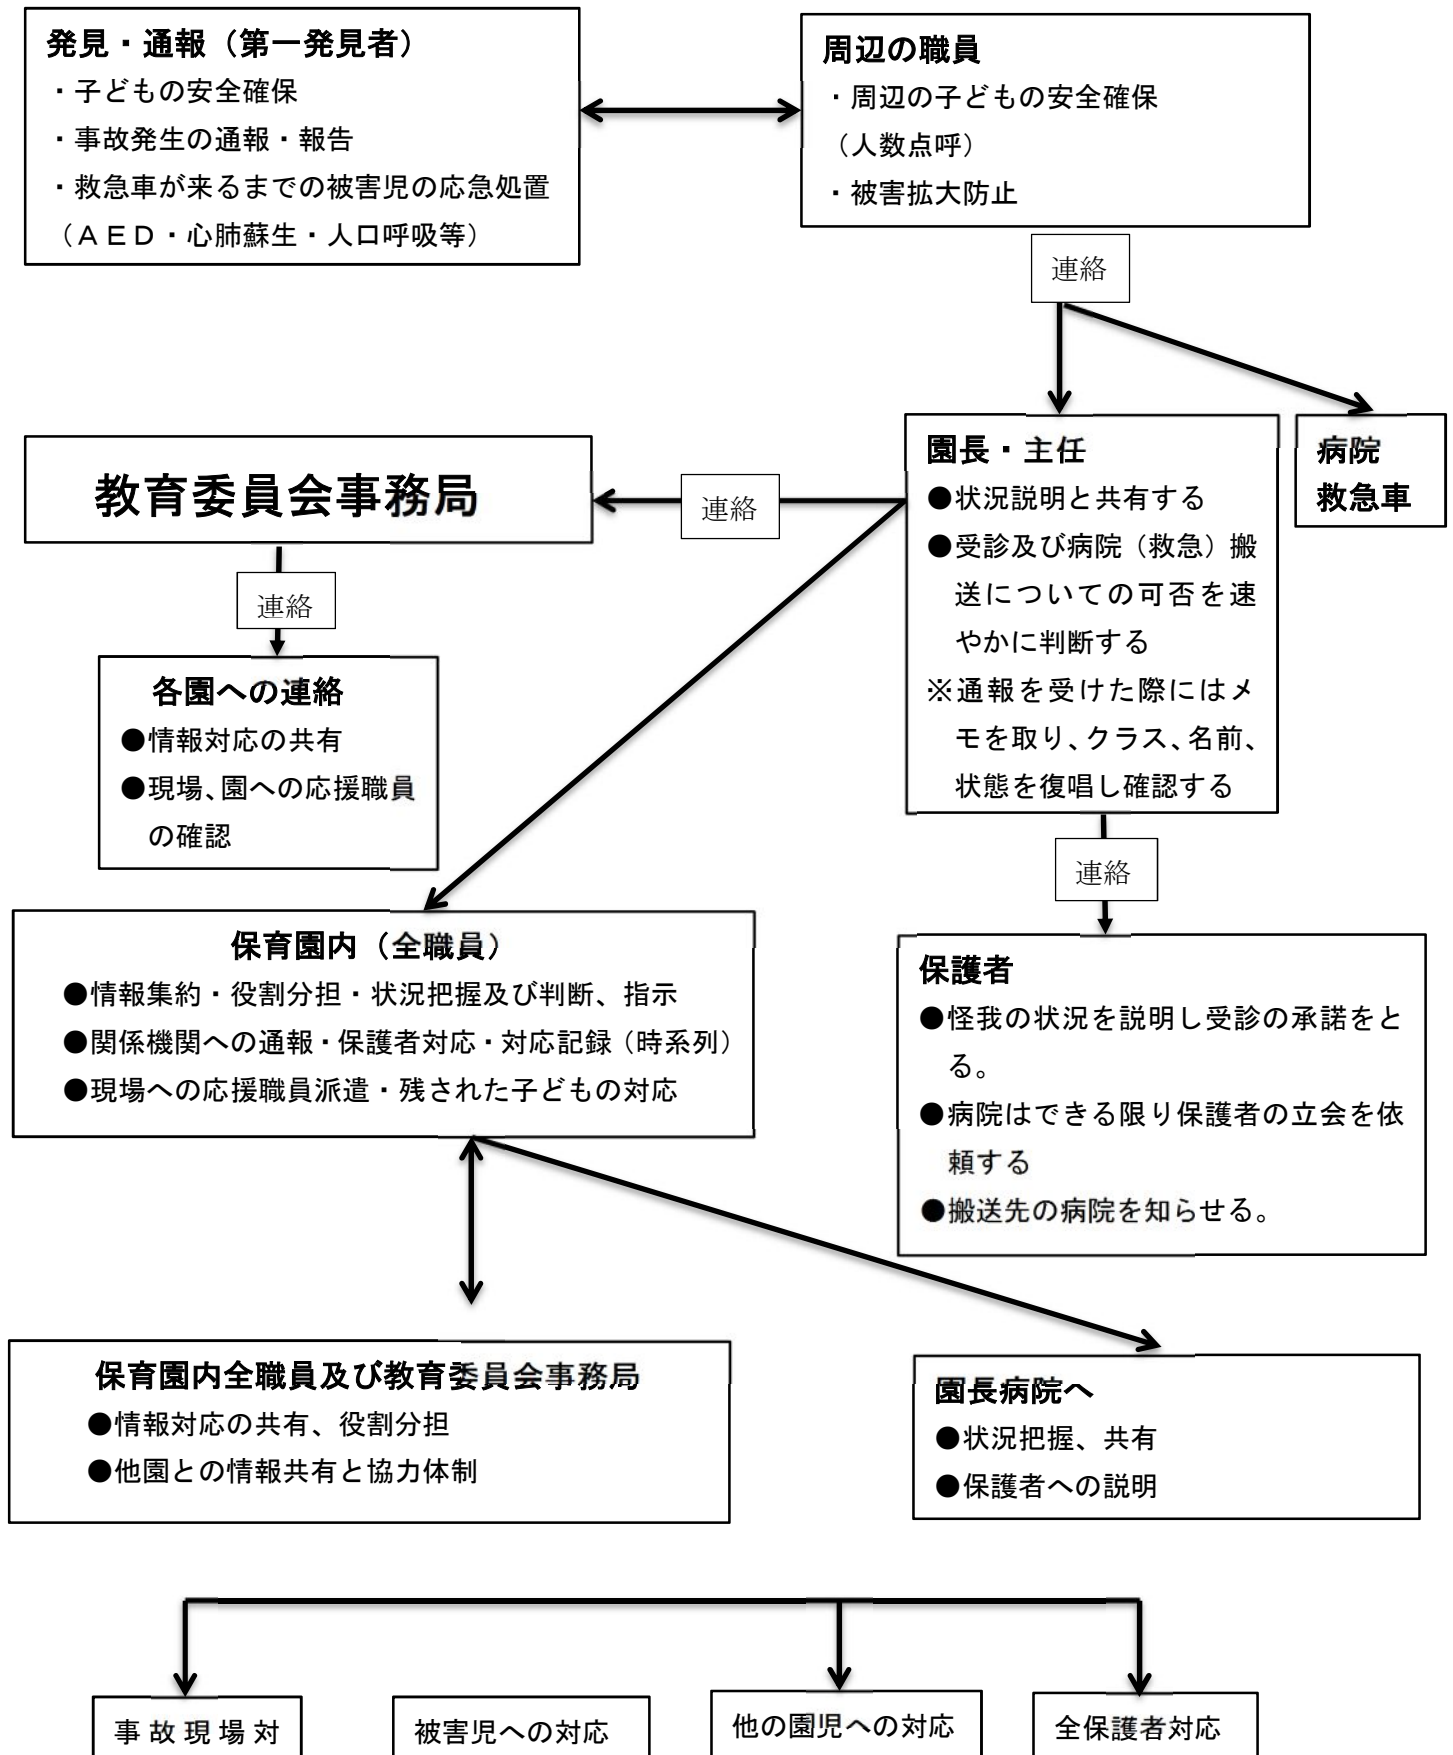 発見・通報（第一発見者）
・子どもの安全確保
・事故発生の通報・報告
・救急車が来るまでの被害児の応急処置
（ＡＥＤ・心肺蘇生・人口呼吸等）
周辺の職員
・周辺の子どもの安全確保
（人数点呼）
・被害拡大防止
連絡
教育委員会事務局
連絡
園長・主任
●状況説明と共有する
●受診及び病院（救急）搬
送についての可否を速
やかに判断する
※通報を受けた際にはメ
モを取り、クラス、名前、
状態を復唱し確認する
病院
救急車
連絡
各園への連絡
●情報対応の共有
●現場、園への応援職員
の確認
連絡
保育園内（全職員）
●情報集約・役割分担・状況把握及び判断、指示
●関係機関への通報・保護者対応・対応記録（時系列）
●現場への応援職員派遣・残された子どもの対応
保護者
●怪我の状況を説明し受診の承諾をと
る。
●病院はできる限り保護者の立会を依
頼する
●搬送先の病院を知らせる。
保育園内全職員及び教育委員会事務局
●情報対応の共有、役割分担
●他園との情報共有と協力体制
園長病院へ
●状況把握、共有
●保護者への説明
事故現場対
被害児への対応
他の園児への対応
全保護者対応